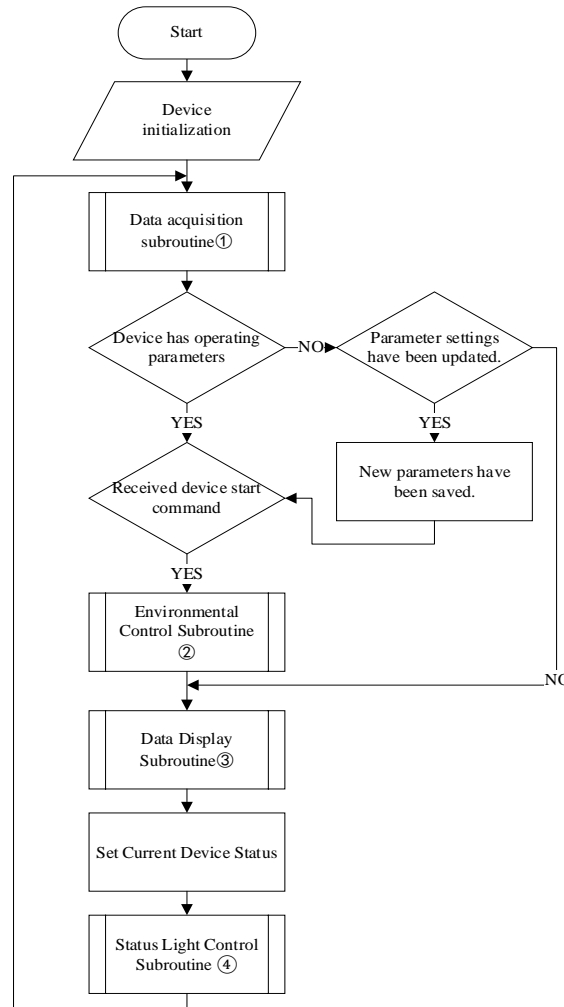 Start
Device
initialization
Data acquisition
subroutine①
Device has operating
parameters
NO
Parameter settings
have been updated.
YES
YES
New parameters have
been saved.
Received device start
command
YES
Environmental
Control Subroutine
②
NO
Data Display
Subroutine③
Set Current Device Status
Status Light Control
Subroutine ④